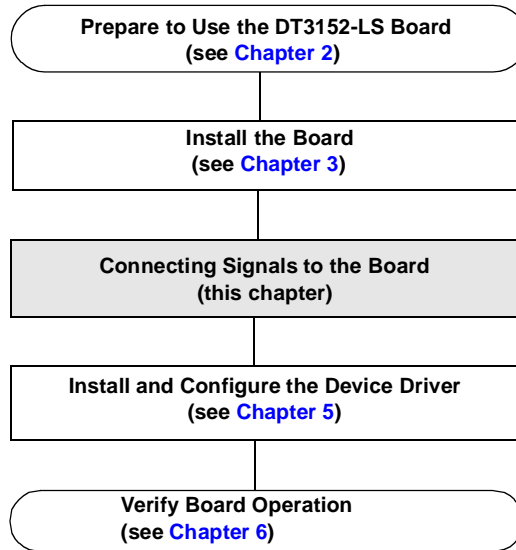 Prepare to Use the DT3152-LS Board
(see Chapter 2)
Install the Board
(see Chapter 3)
Connecting Signals to the Board
(this chapter)
Install and Configure the Device Driver
(see Chapter 5)
Verify Board Operation
(see Chapter 6)